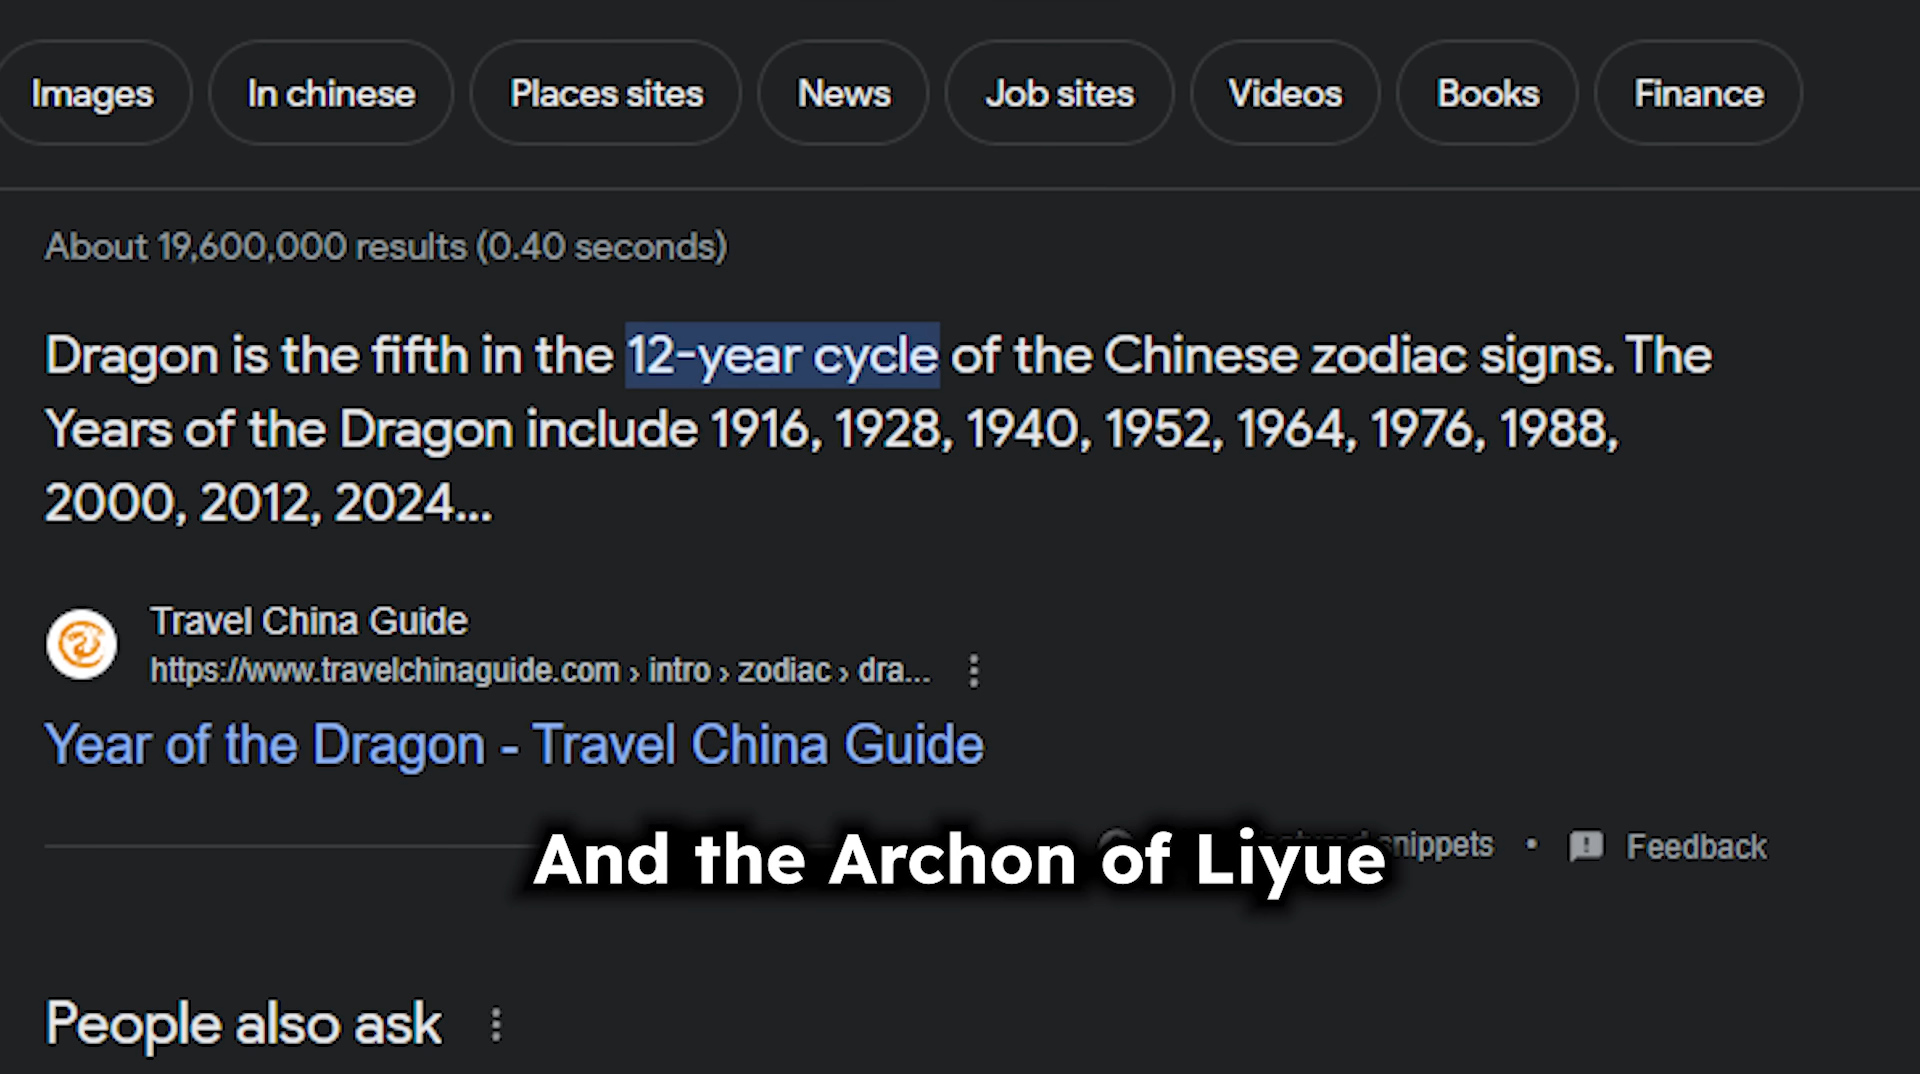 Images In chinese Places sites News Job sites Videos Books Finance
About 19,600,000 results (0.40 seconds)
Dragon is the fifth in the 12-year cycle of the Chinese zodiac signs. The
Years of the Dragon include 1916, 1928, 1940, 1952, 1964, 1976, 1988,
2000, 2012, 2024...
Travel China Guide
https://www.travelchinaguide.com › intro › zodiac › dra...
Year of the Dragon - Travel China Guide
snippets • Feedback
And the Archon of Liyue
People also ask